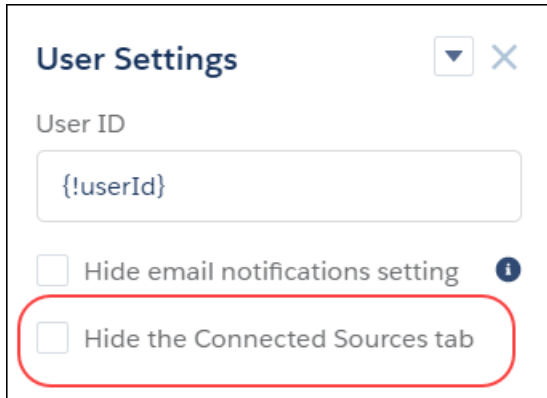 User Settings
User ID
{!userId}
Hide email notifications setting
Hide the Connected Sources tab